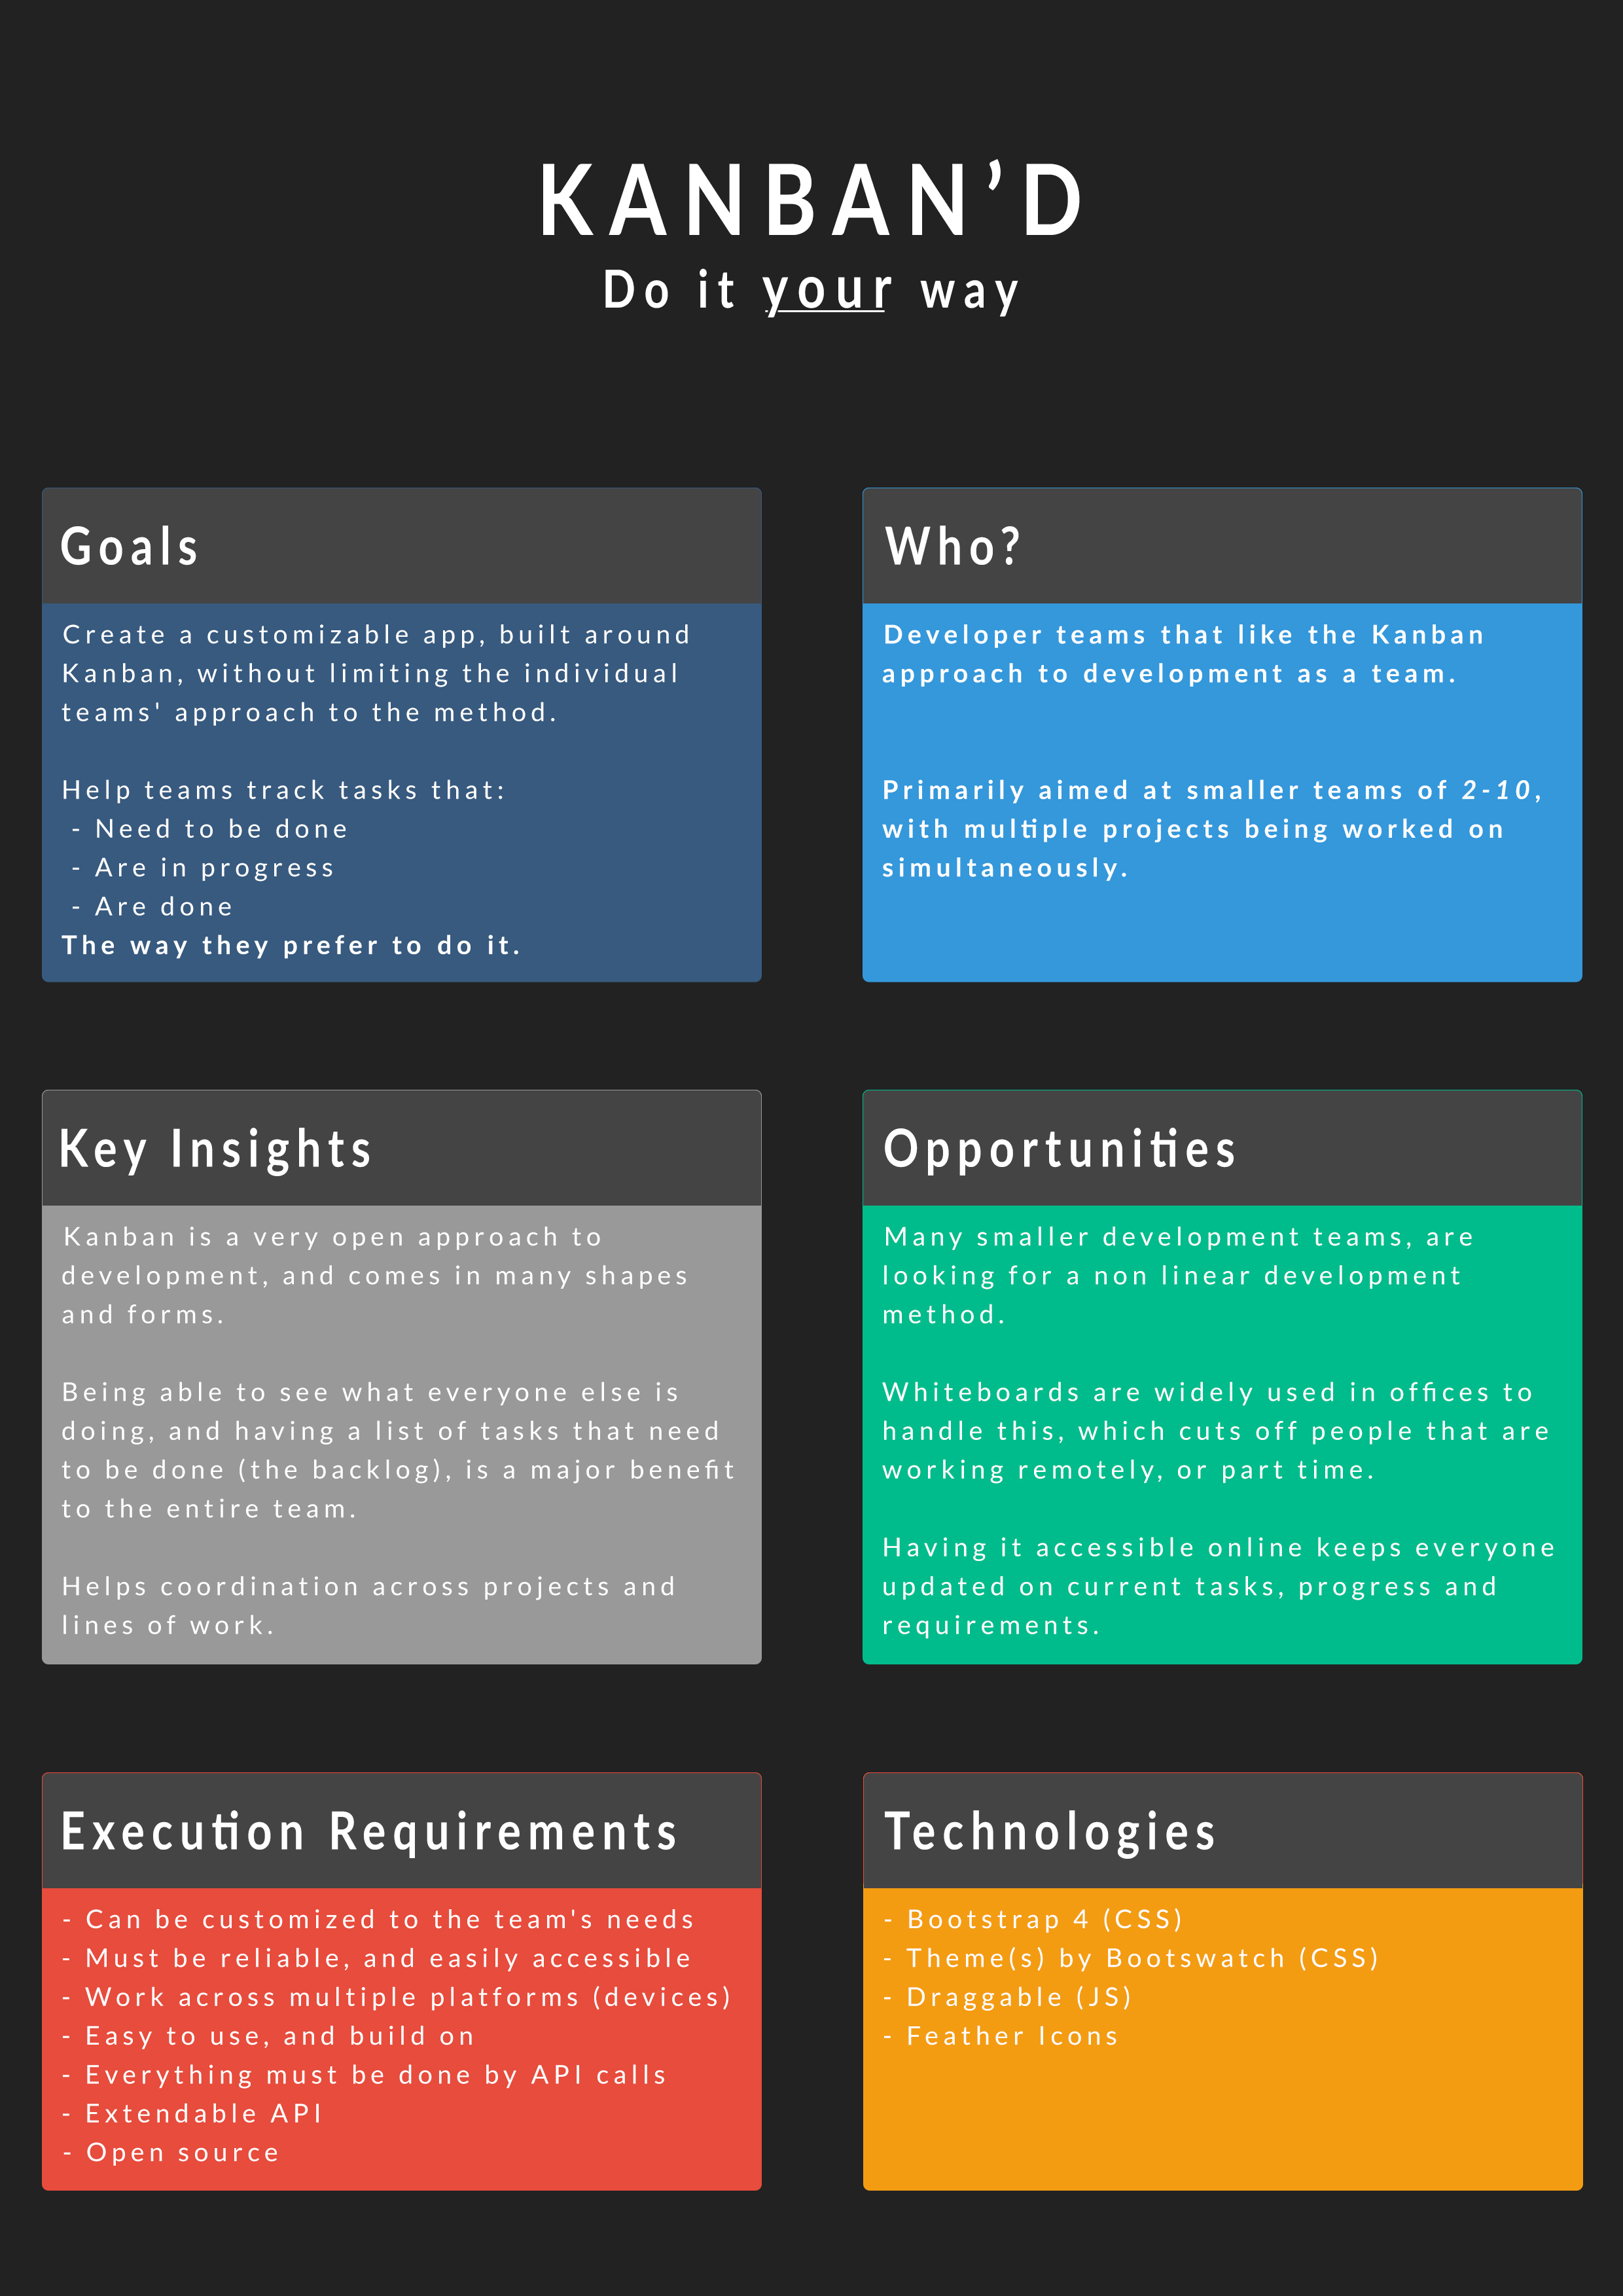 KANBAN’D
Do it your way
Goals
Create a customizable app, built around
Kanban, without limiting the individual
teams' approach to the method.
Help teams track tasks that:
- Need to be done
- Are in progress
- Are done
The way they prefer to do it.
Who?
Developer teams that like the Kanban
approach to development as a team.
Primarily aimed at smaller teams of 2-10,
with multiple projects being worked on
simultaneously.
Key Insights
Kanban is a very open approach to
development, and comes in many shapes
and forms.
Being able to see what everyone else is
doing, and having a list of tasks that need
to be done (the backlog), is a major benefit
to the entire team.
Helps coordination across projects and
lines of work.
Opportunities
Many smaller development teams, are
looking for a non linear development
method.
Whiteboards are widely used in offices to
handle this, which cuts off people that are
working remotely, or part time.
Having it accessible online keeps everyone
updated on current tasks, progress and
requirements.
Execution Requirements
- Can be customized to the team's needs
- Must be reliable, and easily accessible
- Work across multiple platforms (devices)
- Easy to use, and build on
- Everything must be done by API calls
- Extendable API
- Open source
Technologies
- Bootstrap 4 (CSS)
- Theme(s) by Bootswatch (CSS)
- Draggable (JS)
- Feather Icons